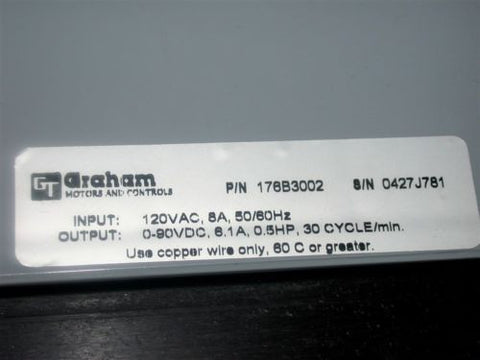 GT Graham
MOTORS AND CONTROLS
P/N 176B3002 S/N 0427J781
INPUT: 120VAC, 8A, 50/60Hz
OUTPUT: 0-90VDC, 6.1A, 0.5HP, 30 CYCLE/min.
Use copper wire only, 60 C or greater.